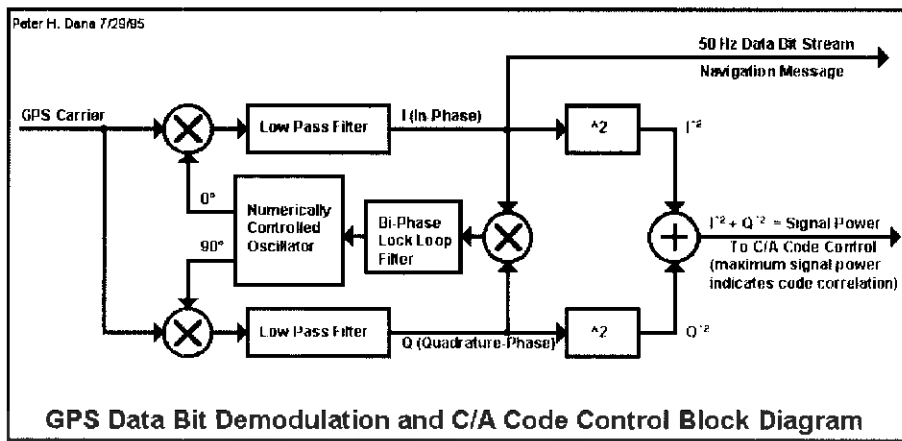 Peter H. Dana 7/29/95
50 Hz Data Bit Stream
Navigation Message
GPS Carrier
Low Pass Filter
I (In-Phase)
^2
I^2
0°
Numerically
Controlled
Oscillator
90°
Bi-Phase
Lock Loop
Filter
I^2 + Q^2 = Signal Power
To C/A Code Control
(maximum signal power
indicates code correlation)
Low Pass Filter
Q (Quadrature-Phase)
^2
Q^2
GPS Data Bit Demodulation and C/A Code Control Block Diagram